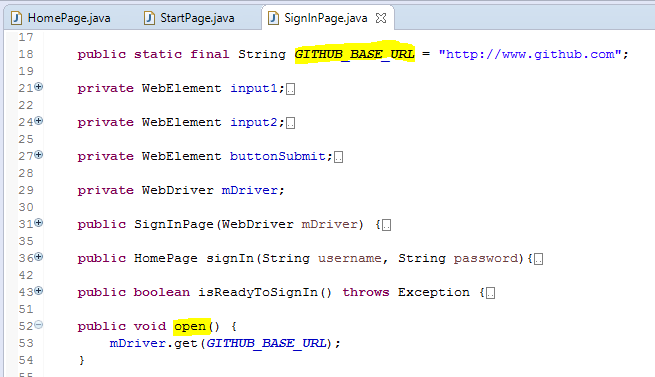 HomePage.java StartPage.java SignInPage.java
17
18 public static final String GITHUB_BASE_URL = "http://www.github.com";
19
21 private WebElement input1;
22
24 private WebElement input2;
25
27 private WebElement buttonSubmit;
28
29 private WebDriver mDriver;
30
31 public SignInPage(WebDriver mDriver) {
35
36 public HomePage signIn(String username, String password){
42
43 public boolean isReadyToSignIn() throws Exception {
51
52 public void open() {
53 mDriver.get(GITHUB_BASE_URL);
54 }
55